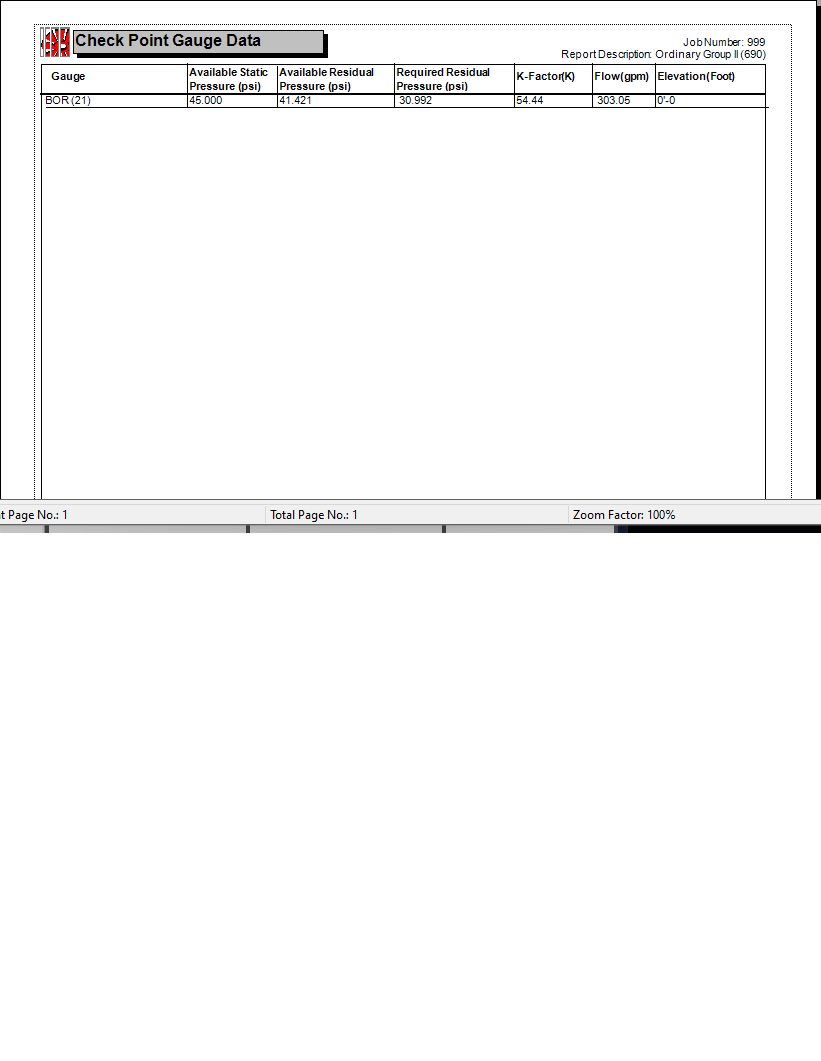 Check Point Gauge Data
Job Number: 999
Report Description: Ordinary Group II (690)
Gauge
Available Static Pressure (psi)
Available Residual Pressure (psi)
Required Residual Pressure (psi)
K-Factor(K)
Flow(gpm)
Elevation(Foot)
BOR (21) 45.000 41.421 30.992 54.44 303.05 0'-0
t Page No.: 1
Total Page No.: 1
Zoom Factor: 100%